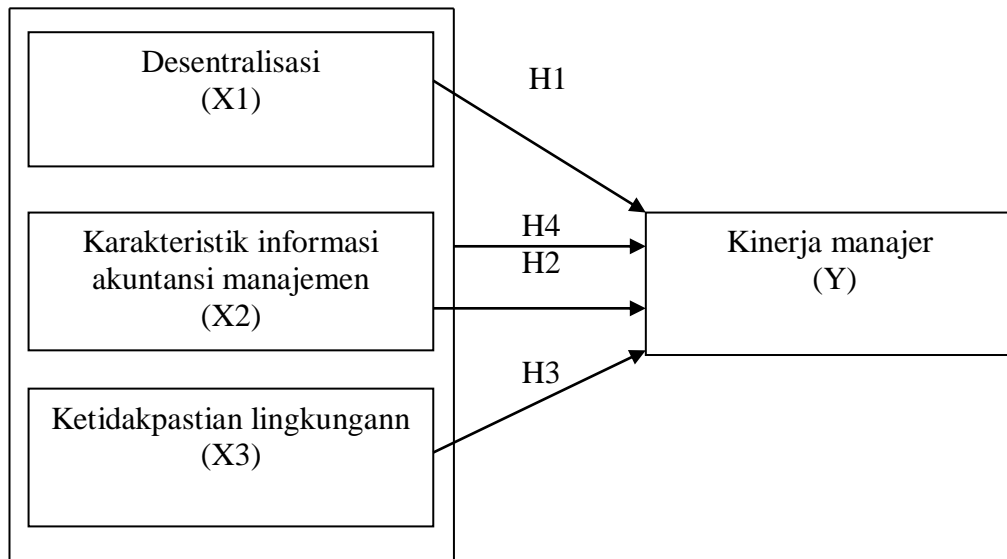 Desentralisasi
(X1)
H1
Karakteristik informasi
akuntansi manajemen
(X2)
H4
H2
Kinerja manajer
(Y)
H3
Ketidakpastian lingkungann
(X3)